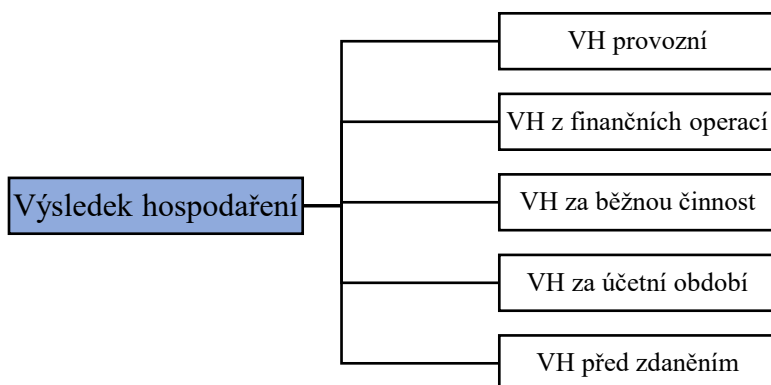 VH provozní
VH z finančních operací
VH za běžnou činnost
Výsledek hospodaření
VH za účetní období
VH před zdaněním